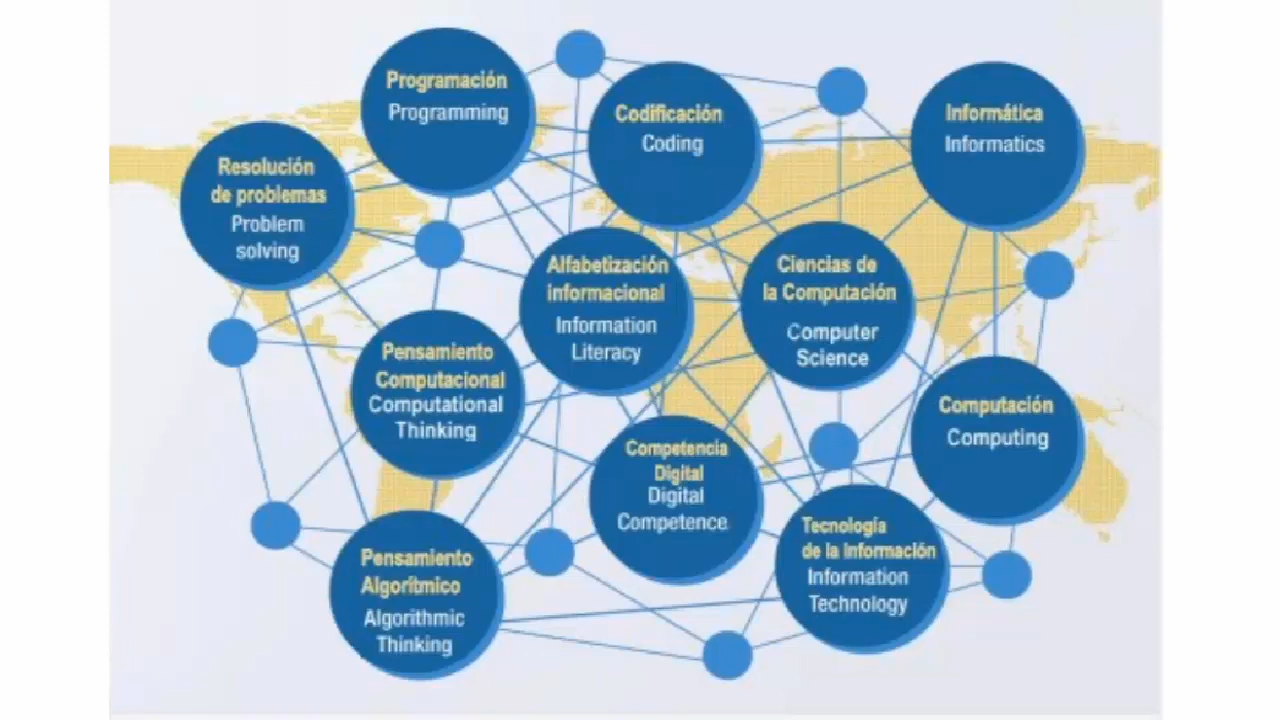 Programación
Programming
Codificación
Coding
Informática
Informatics
Resolución
de problemas
Problem
solving
Alfabetización
informacional
Information
Literacy
Ciencias de
la Computación
Computer
Science
Pensamiento
Computacional
Computational
Thinking
Computación
Computing
Competencia
Digital
Digital
Competence
Tecnología
de la Información
Information
Technology
Pensamiento
Algorítmico
Algorithmic
Thinking